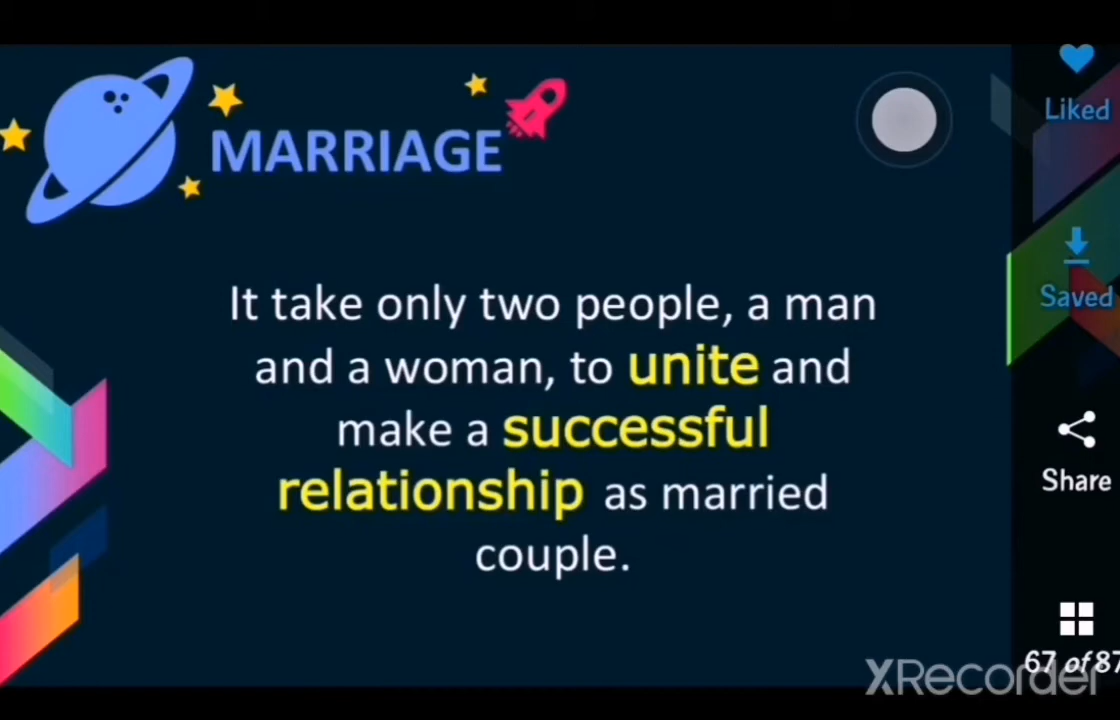 MARRIAGE
It take only two people, a man
and a woman, to unite and
make a successful
relationship as married
couple.
Liked
Saved
Share
67 of 87
XRecorder